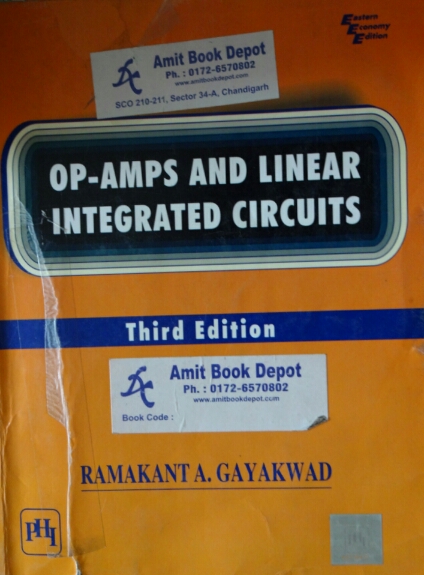 Eastern
Economy
Edition
Amit Book Depot
Ph. : 0172-6570802
www.amitbookdepot.com
SCO 210-211, Sector 34-A, Chandigarh
OP-AMPS AND LINEAR
INTEGRATED CIRCUITS
Third Edition
Amit Book Depot
Ph. : 0172-6570802
www.amitbookdepot.com
Book Code :
RAMAKANT A. GAYAKWAD
PHI